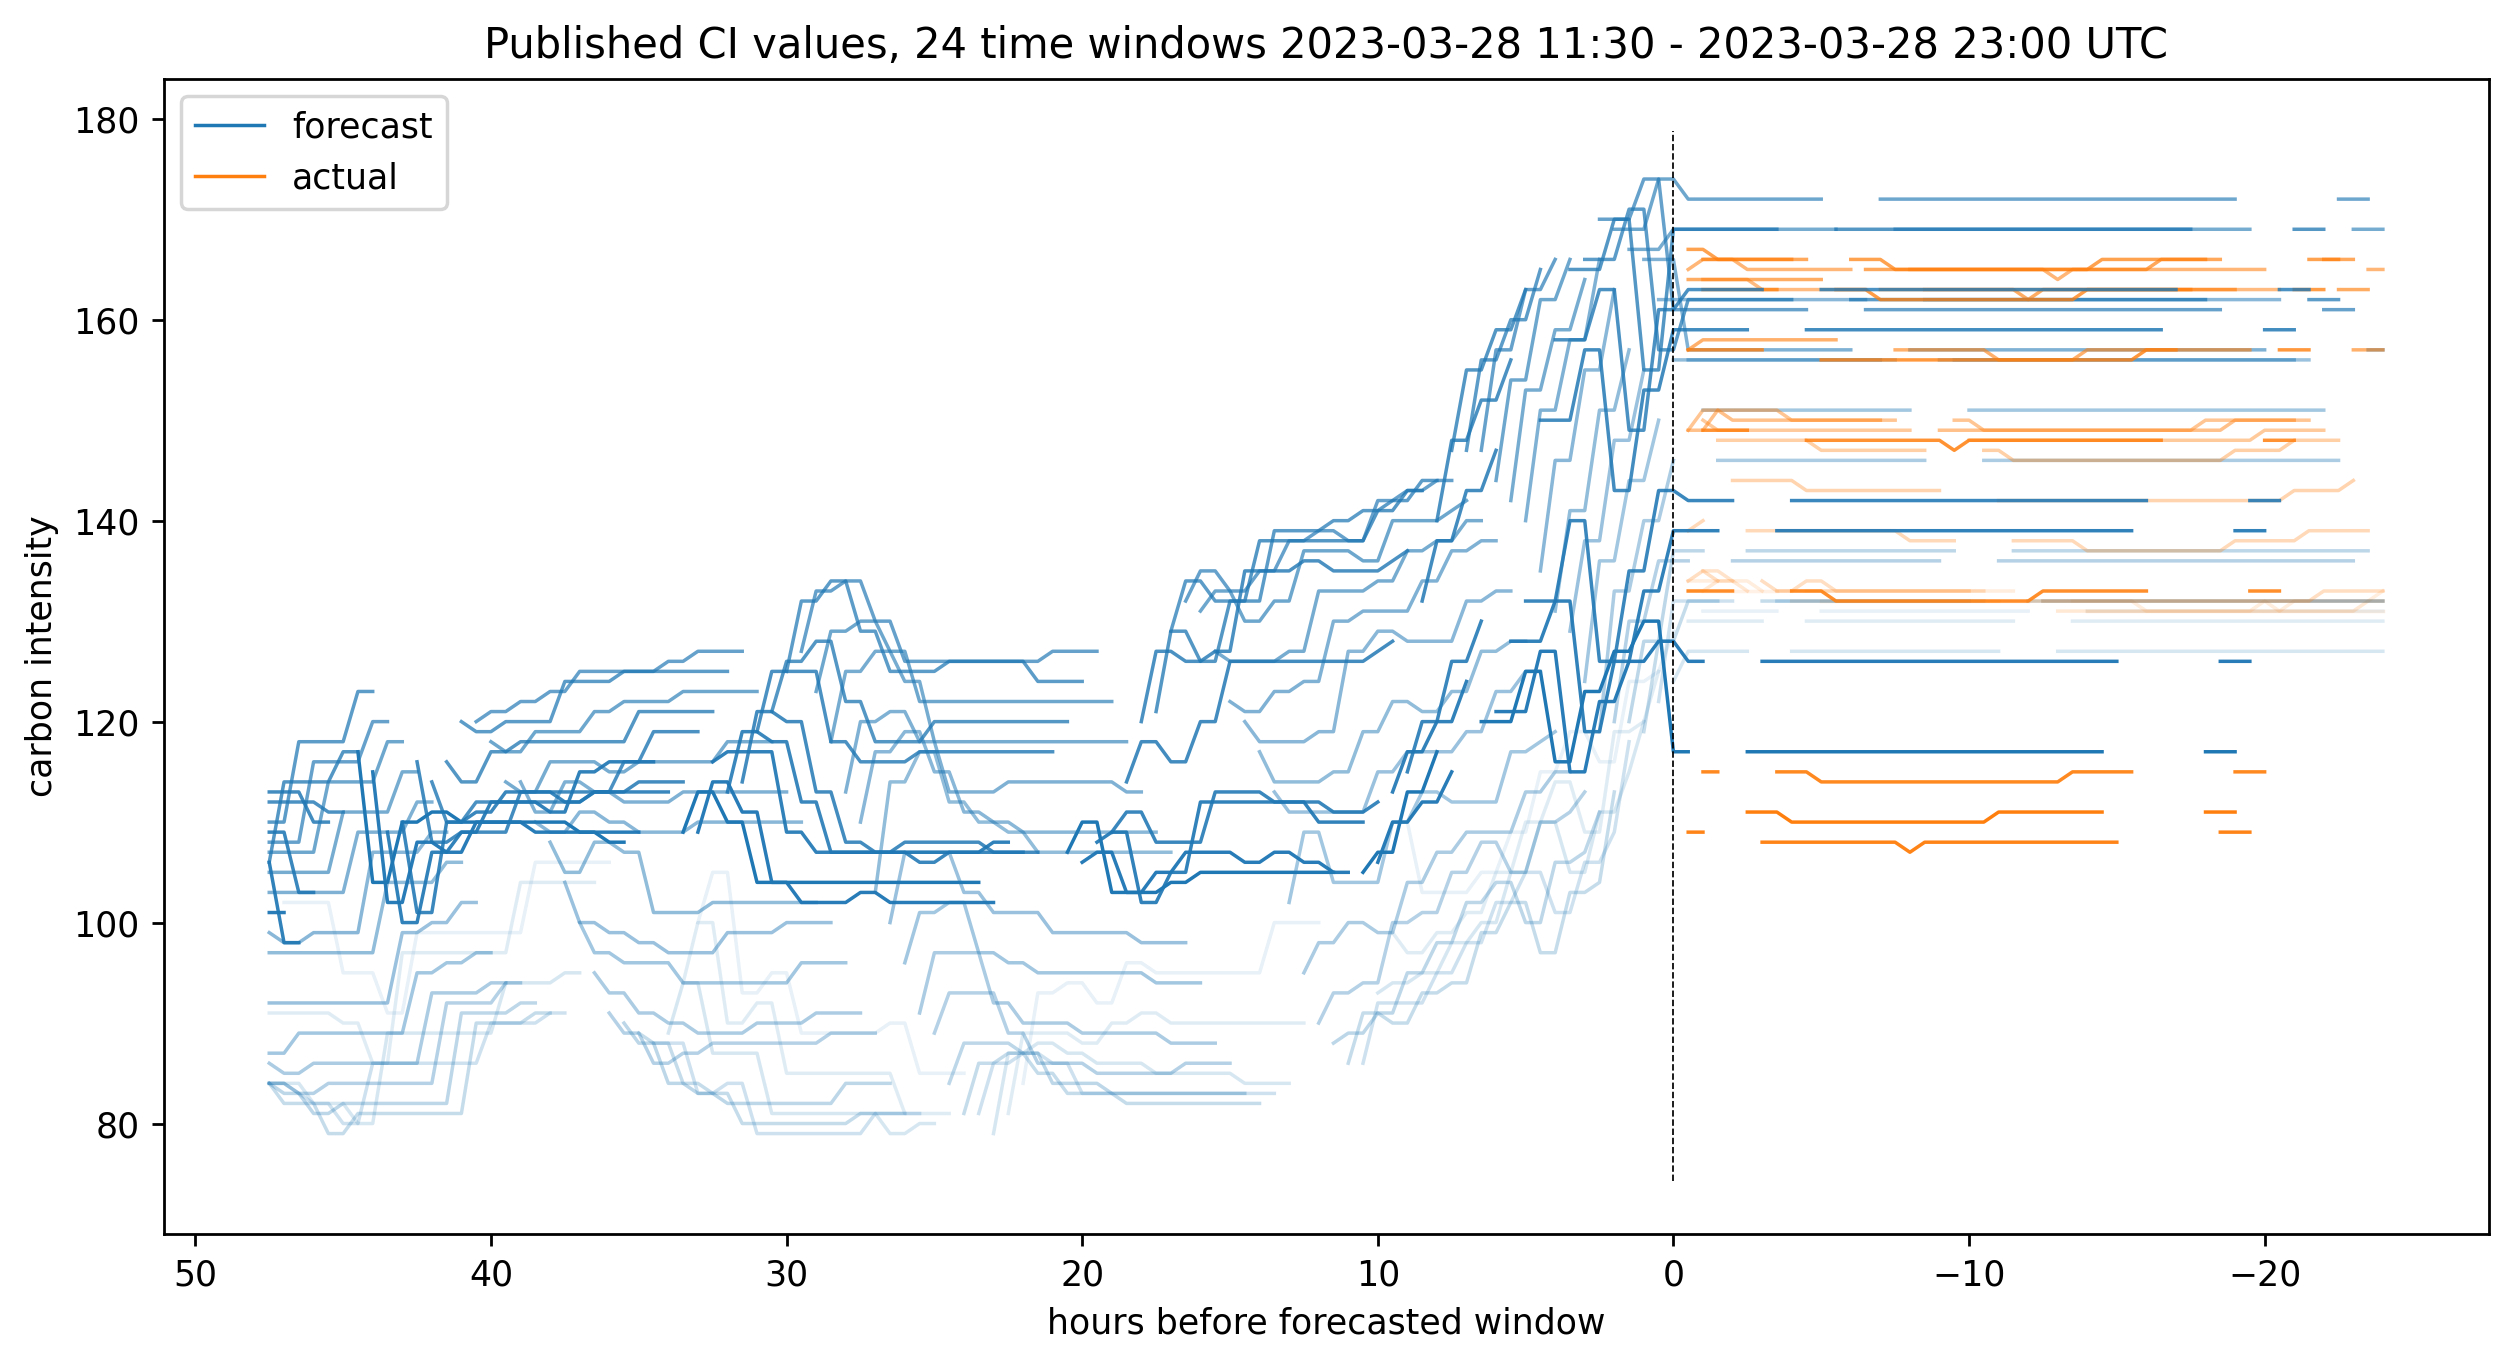 Published CI values, 24 time windows 2023-03-28 11:30 - 2023-03-28 23:00 UTC
forecast
actual
180
160
140
120
100
80
carbon intensity
50
40
30
20
10
0
−10
−20
hours before forecasted window